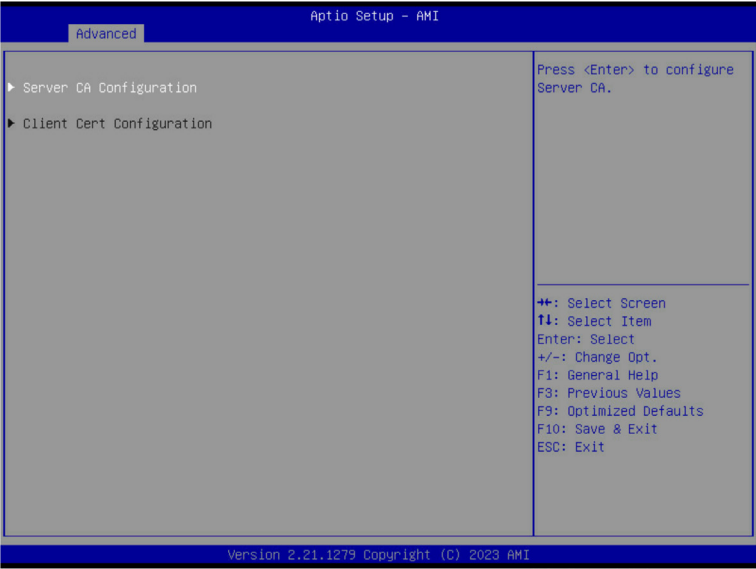 Aptio Setup – AMI
Advanced
▶ Server CA Configuration
▶ Client Cert Configuration
Press <Enter> to configure
Server CA.
→←: Select Screen
↑↓: Select Item
Enter: Select
+/-: Change Opt.
F1: General Help
F3: Previous Values
F9: Optimized Defaults
F10: Save & Exit
ESC: Exit
Version 2.21.1279 Copyright (C) 2023 AMI